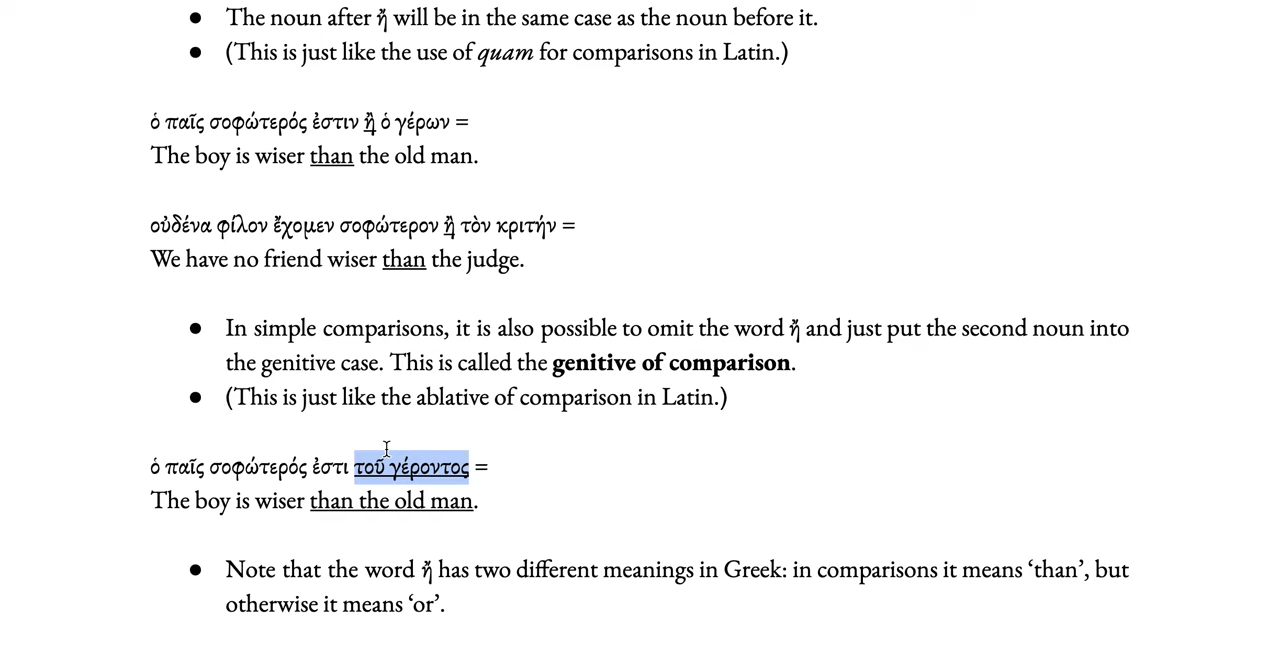 ● The noun after ἤ will be in the same case as the noun before it.
● (This is just like the use of quam for comparisons in Latin.)
ὁ παῖς σοφώτερός ἐστιν ἢ ὁ γέρων =
The boy is wiser than the old man.
οὐδένα φίλον ἔχομεν σοφώτερον ἢ τὸν κριτήν =
We have no friend wiser than the judge.
● In simple comparisons, it is also possible to omit the word ἤ and just put the second noun into
the genitive case. This is called the genitive of comparison.
● (This is just like the ablative of comparison in Latin.)
ὁ παῖς σοφώτερός ἐστι τοῦ γέροντος =
The boy is wiser than the old man.
● Note that the word ἤ has two different meanings in Greek: in comparisons it means ‘than’, but
otherwise it means ‘or’.